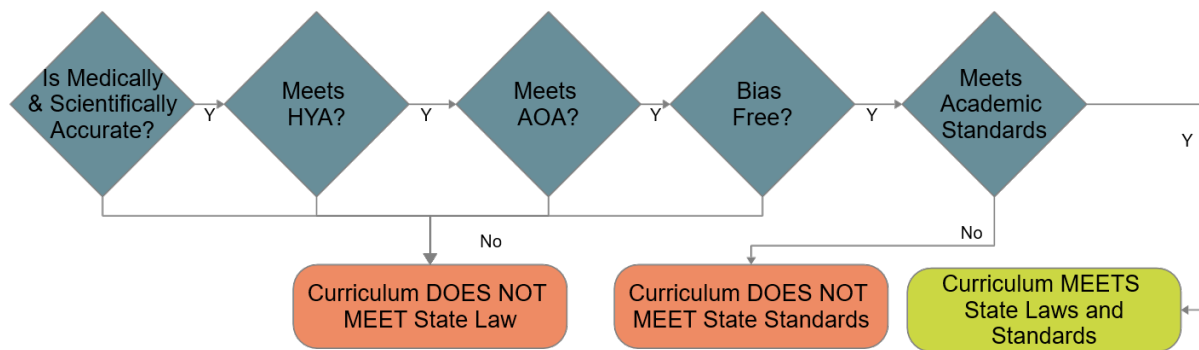 Is Medically
& Scientifically
Accurate?
Y
Meets
HYA?
Y
Meets
AOA?
Y
Bias
Free?
Y
Meets
Academic
Standards
Y
No
No
Curriculum DOES NOT
MEET State Law
Curriculum DOES NOT
MEET State Standards
Curriculum MEETS
State Laws and
Standards